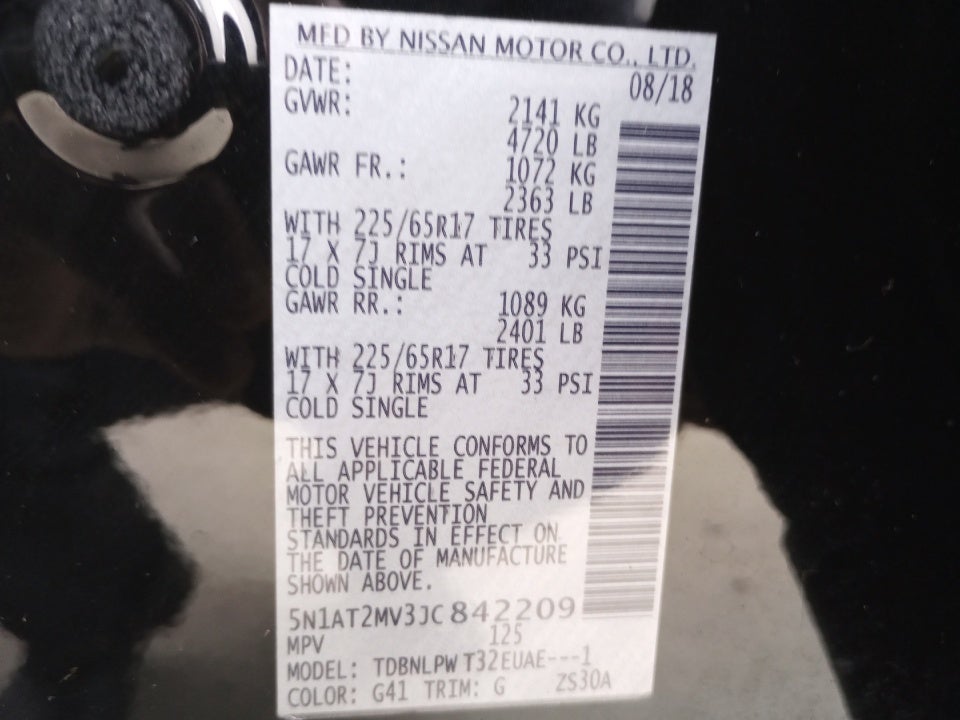 MFD BY NISSAN MOTOR CO., LTD.
DATE: 08/18
GVWR: 2141 KG
4720 LB
GAWR FR.: 1072 KG
2363 LB
WITH 225/65R17 TIRES
17 X 7J RIMS AT 33 PSI
COLD SINGLE
GAWR RR.: 1089 KG
2401 LB
WITH 225/65R17 TIRES
17 X 7J RIMS AT 33 PSI
COLD SINGLE
THIS VEHICLE CONFORMS TO
ALL APPLICABLE FEDERAL
MOTOR VEHICLE SAFETY AND
THEFT PREVENTION
STANDARDS IN EFFECT ON
THE DATE OF MANUFACTURE
SHOWN ABOVE.
5N1AT2MV3JC842209
MPV 125
MODEL: TDBNLPWT32EUAE---1
COLOR: G41 TRIM: G ZS30A